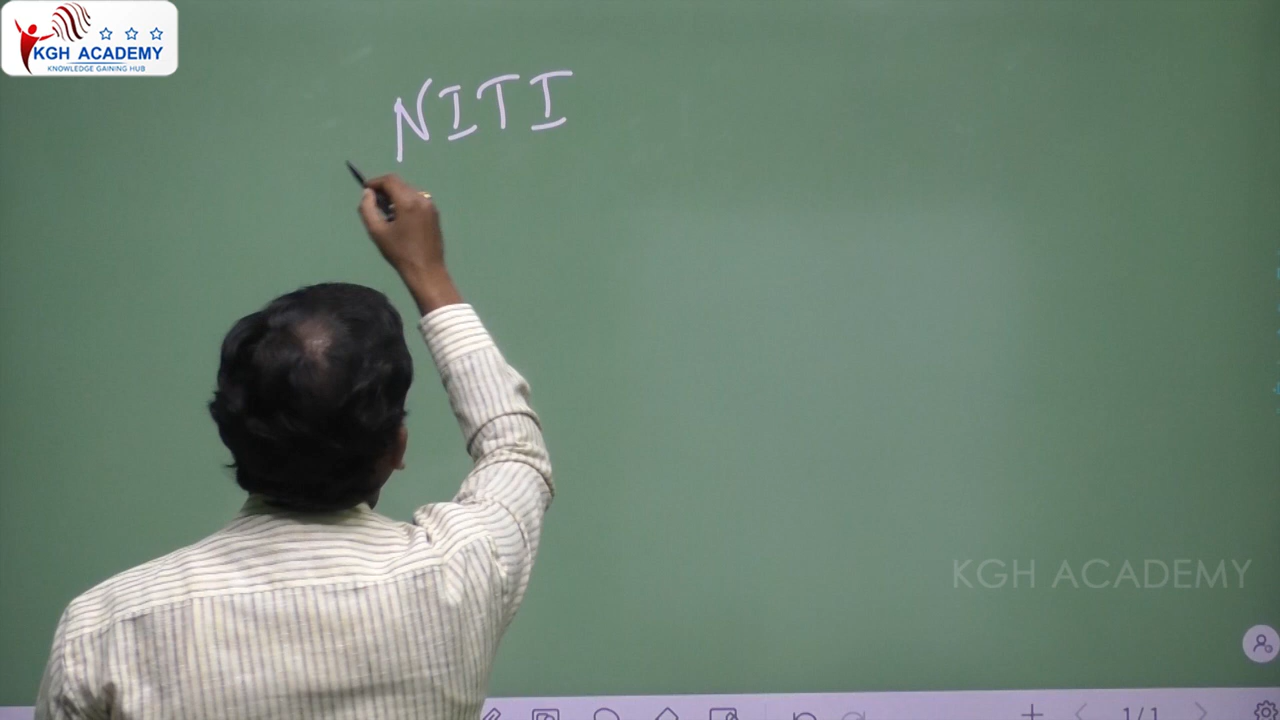 KGH ACADEMY
KNOWLEDGE GAINING HUB
NITI
KGH ACADEMY
1/1